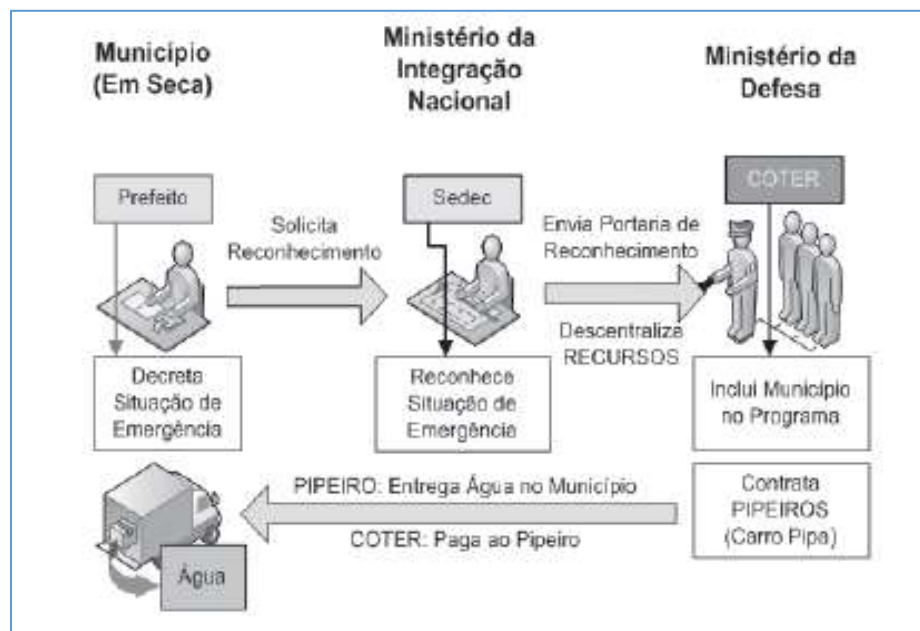 Município
(Em Seca)
Ministério da
Integração
Nacional
Ministério da
Defesa
Prefeito
Solicita
Reconhecimento
Sedec
Envia Portaria de
Reconhecimento
Descentraliza
RECURSOS
COTER
Decreta
Situação de
Emergência
Reconhece
Situação de
Emergência
Inclui Município
no Programa
PIPEIRO: Entrega Água no Município
COTER: Paga ao Pipeiro
Contrata
PIPEIROS
(Carro Pipa)
Água